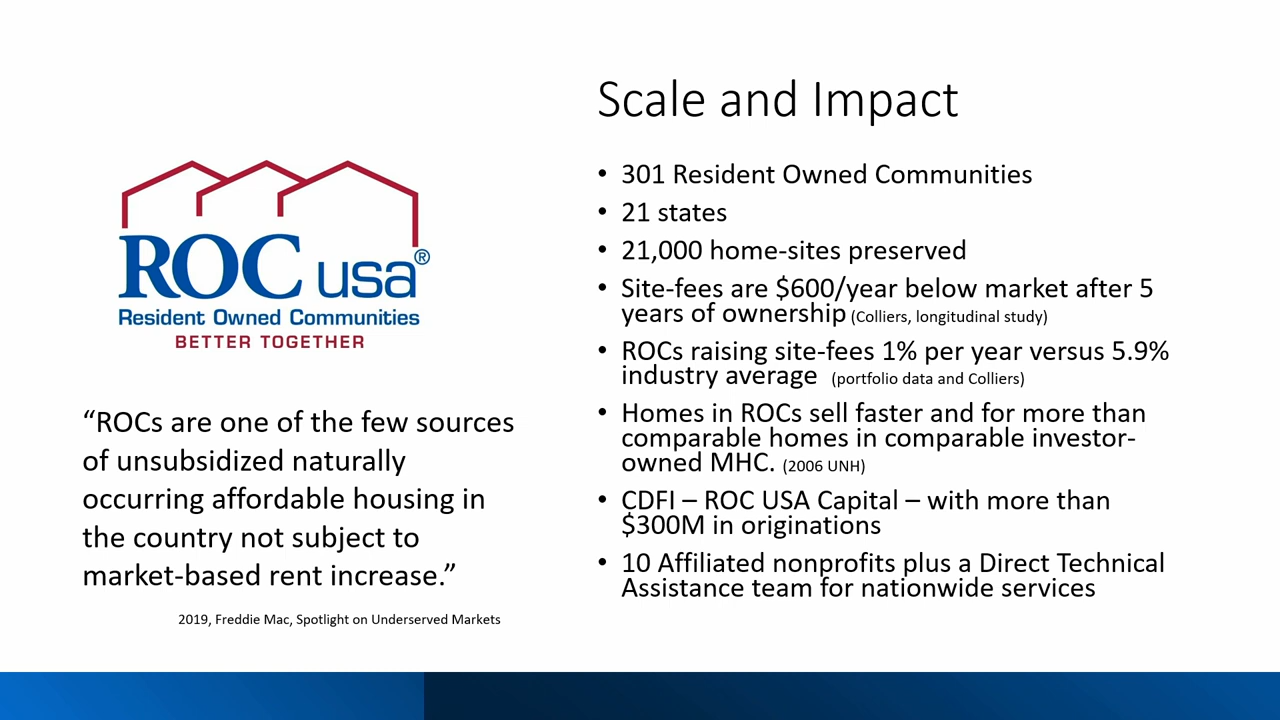 Scale and Impact
ROC usa®
Resident Owned Communities
BETTER TOGETHER
“ROCs are one of the few sources
of unsubsidized naturally
occurring affordable housing in
the country not subject to
market-based rent increase.”
2019, Freddie Mac, Spotlight on Underserved Markets
• 301 Resident Owned Communities
• 21 states
• 21,000 home-sites preserved
• Site-fees are $600/year below market after 5
years of ownership (Colliers, longitudinal study)
• ROCs raising site-fees 1% per year versus 5.9%
industry average (portfolio data and Colliers)
• Homes in ROCs sell faster and for more than
comparable homes in comparable investor-
owned MHC. (2006 UNH)
• CDFI – ROC USA Capital – with more than
$300M in originations
• 10 Affiliated nonprofits plus a Direct Technical
Assistance team for nationwide services